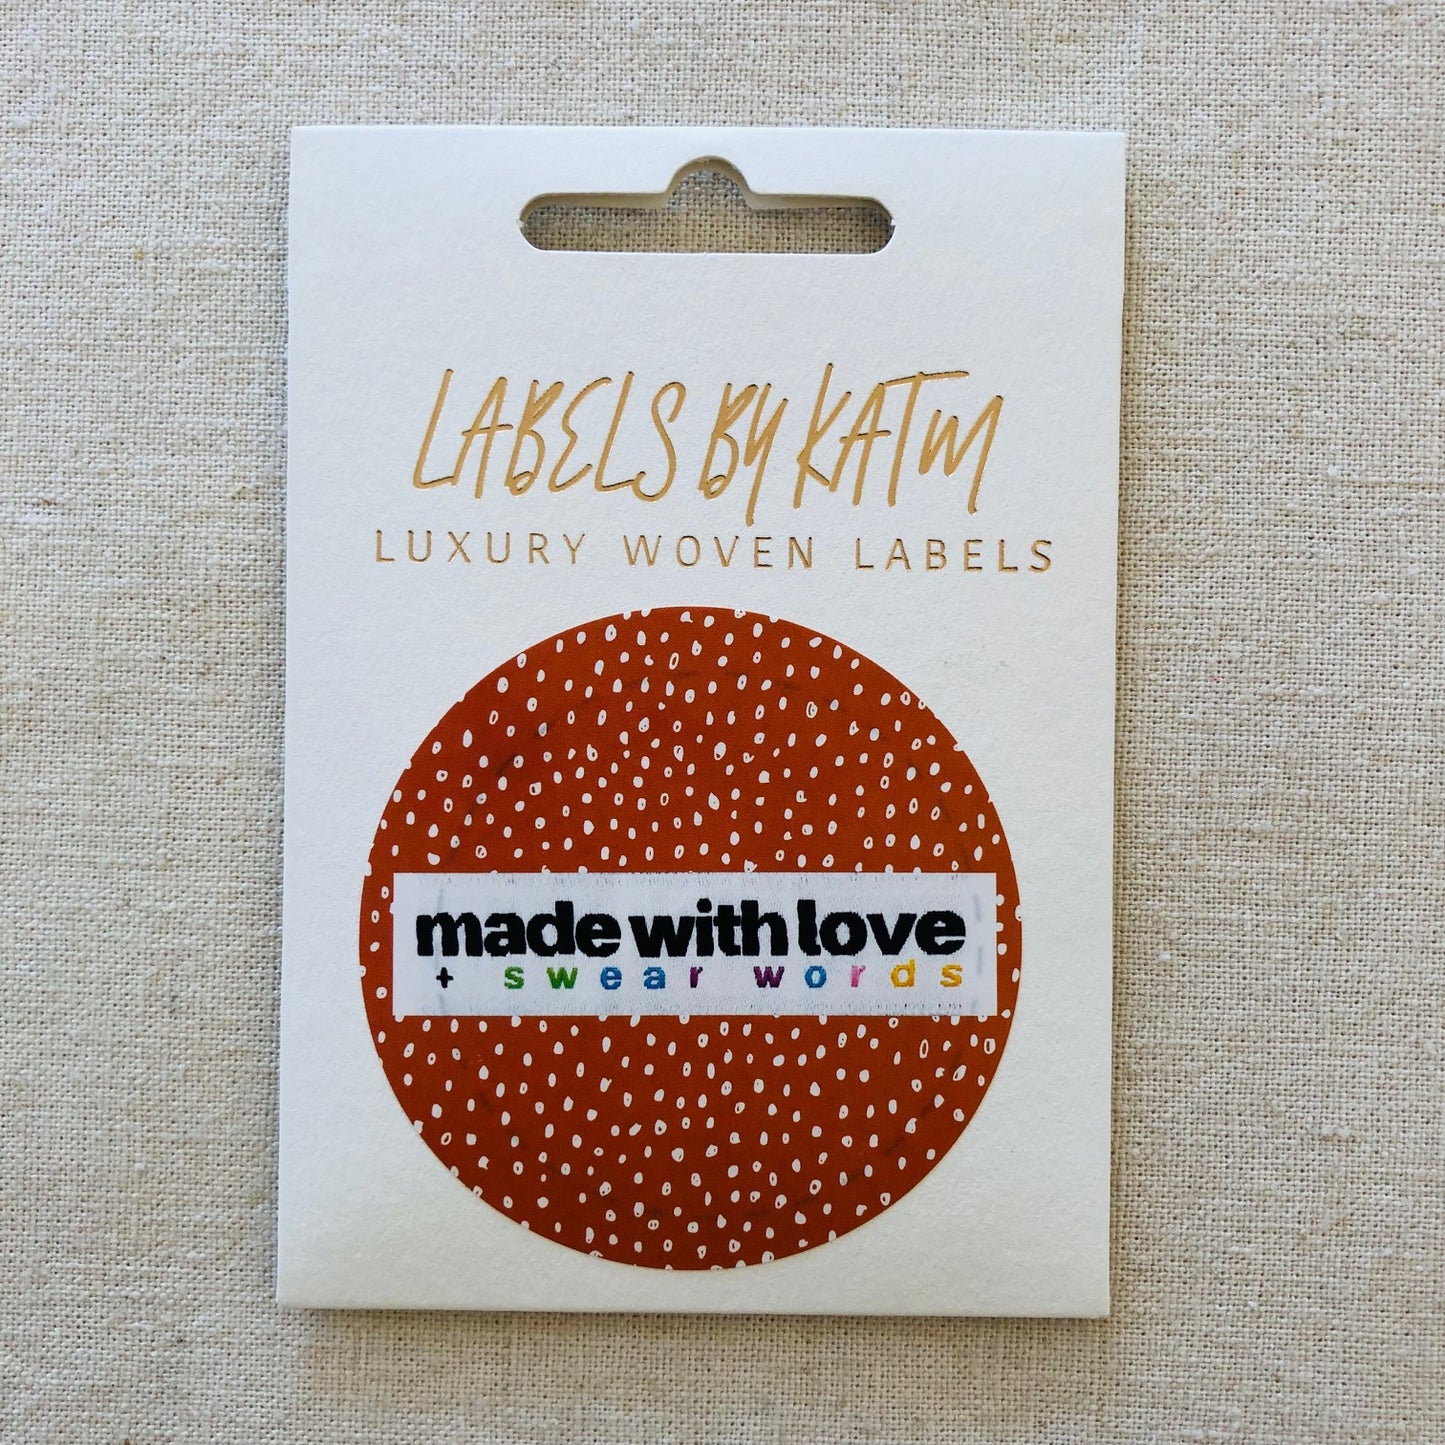 LABELS BY KATM
LUXURY WOVEN LABELS
made with love
+ swear words